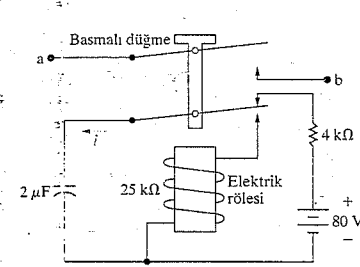 Basmalı düğme
a
b
i
4 kΩ
2 μF
25 kΩ
Elektrik
rölesi
+
80 V
−